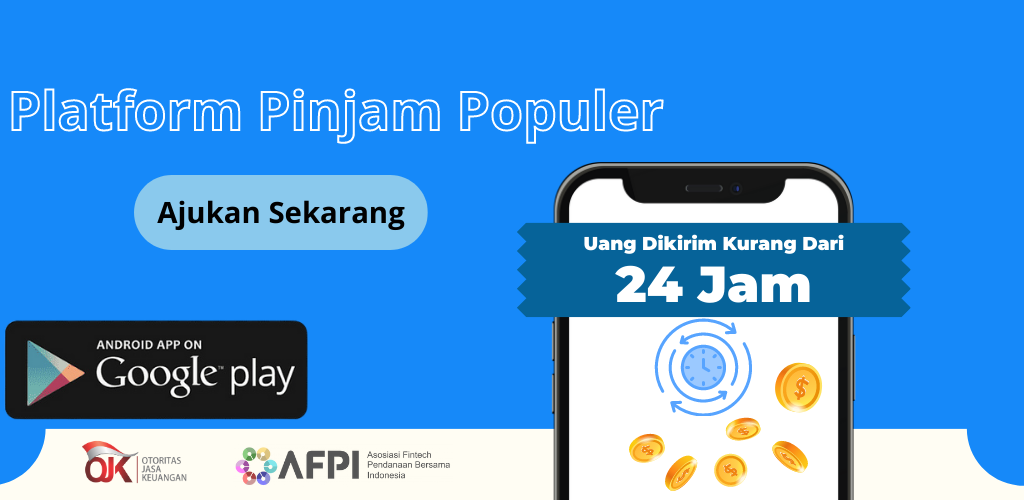 Platform Pinjam Populer
Ajukan Sekarang
Uang Dikirim Kurang Dari
24 Jam
ANDROID APP ON
Google play
OJK
OTORITAS
JASA
KEUANGAN
AFPI
Asosiasi Fintech
Pendanaan Bersama
Indonesia